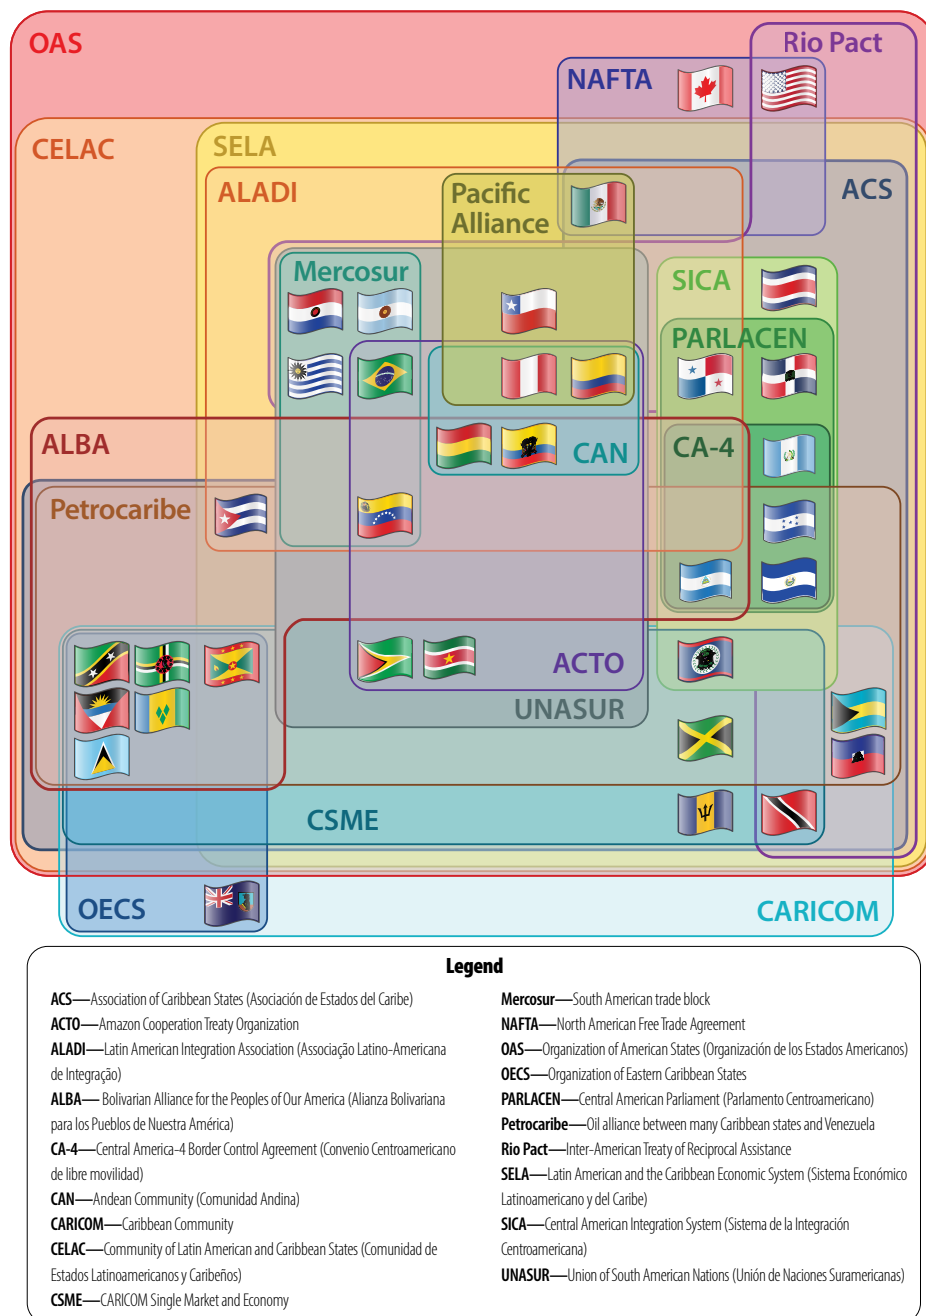 OAS
Rio Pact
NAFTA
CELAC
SELA
ALADI
Pacific
Alliance
ACS
Mercosur
SICA
PARLACEN
ALBA
CAN
CA-4
Petrocaribe
ACTO
UNASUR
CSME
OECS
CARICOM
Legend
ACS—Association of Caribbean States (Asociación de Estados del Caribe)
ACTO—Amazon Cooperation Treaty Organization
ALADI—Latin American Integration Association (Associação Latino-Americana
de Integração)
ALBA— Bolivarian Alliance for the Peoples of Our America (Alianza Bolivariana
para los Pueblos de Nuestra América)
CA-4—Central America-4 Border Control Agreement (Convenio Centroamericano
de libre movilidad)
CAN—Andean Community (Comunidad Andina)
CARICOM—Caribbean Community
CELAC—Community of Latin American and Caribbean States (Comunidad de
Estados Latinoamericanos y Caribeños)
CSME—CARICOM Single Market and Economy
Mercosur—South American trade block
NAFTA—North American Free Trade Agreement
OAS—Organization of American States (Organización de los Estados Americanos)
OECS—Organization of Eastern Caribbean States
PARLACEN—Central American Parliament (Parlamento Centroamericano)
Petrocaribe—Oil alliance between many Caribbean states and Venezuela
Rio Pact—Inter-American Treaty of Reciprocal Assistance
SELA—Latin American and the Caribbean Economic System (Sistema Económico
Latinoamericano y del Caribe)
SICA—Central American Integration System (Sistema de la Integración
Centroamericana)
UNASUR—Union of South American Nations (Unión de Naciones Suramericanas)